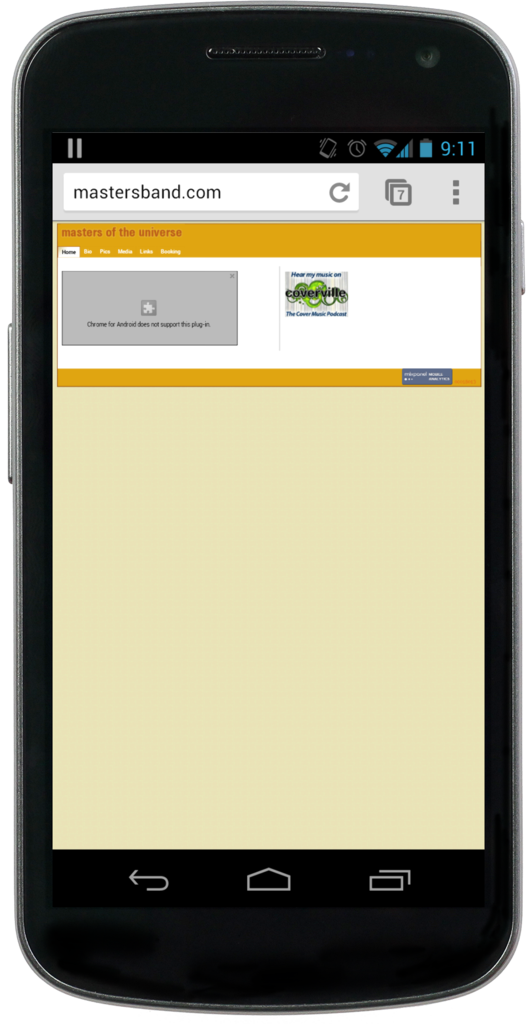 9:11
mastersband.com
7
masters of the universe
Home Bio Pics Media Links Booking
Hear my music on
coverville
The Cover Music Podcast
Chrome for Android does not support this plug-in.